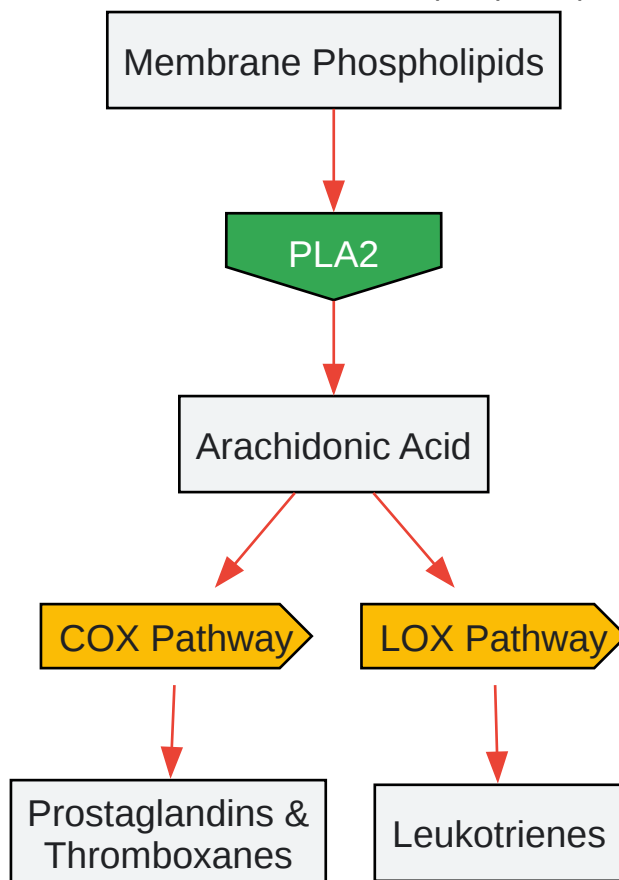 Membrane Phospholipids
PLA2
Arachidonic Acid
COX Pathway
LOX Pathway
Prostaglandins &
Thromboxanes
Leukotrienes